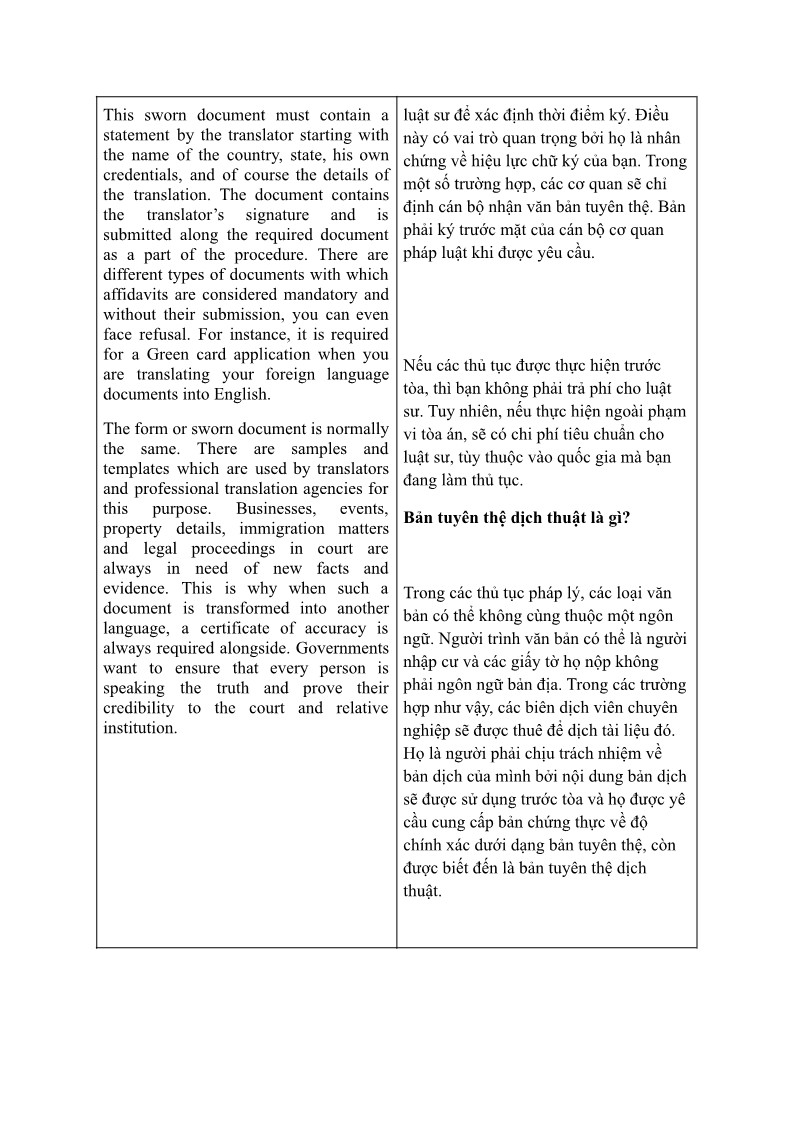 This sworn document must contain a
statement by the translator starting with
the name of the country, state, his own
credentials, and of course the details of
the translation. The document contains
the translator’s signature and is
submitted along the required document
as a part of the procedure. There are
different types of documents with which
affidavits are considered mandatory and
without their submission, you can even
face refusal. For instance, it is required
for a Green card application when you
are translating your foreign language
documents into English.
The form or sworn document is normally
the same. There are samples and
templates which are used by translators
and professional translation agencies for
this purpose. Businesses, events,
property details, immigration matters
and legal proceedings in court are
always in need of new facts and
evidence. This is why when such a
document is transformed into another
language, a certificate of accuracy is
always required alongside. Governments
want to ensure that every person is
speaking the truth and prove their
credibility to the court and relative
institution.
luật sư để xác định thời điểm ký. Điều
này có vai trò quan trọng bởi họ là nhân
chứng về hiệu lực chữ ký của bạn. Trong
một số trường hợp, các cơ quan sẽ chỉ
định cán bộ nhận văn bản tuyên thệ. Bản
phải ký trước mặt của cán bộ cơ quan
pháp luật khi được yêu cầu.
Nếu các thủ tục được thực hiện trước
tòa, thì bạn không phải trả phí cho luật
sư. Tuy nhiên, nếu thực hiện ngoài phạm
vi tòa án, sẽ có chi phí tiêu chuẩn cho
luật sư, tùy thuộc vào quốc gia mà bạn
đang làm thủ tục.
Bản tuyên thệ dịch thuật là gì?
Trong các thủ tục pháp lý, các loại văn
bản có thể không cùng thuộc một ngôn
ngữ. Người trình văn bản có thể là người
nhập cư và các giấy tờ họ nộp không
phải ngôn ngữ bản địa. Trong các trường
hợp như vậy, các biên dịch viên chuyên
nghiệp sẽ được thuê để dịch tài liệu đó.
Họ là người phải chịu trách nhiệm về
bản dịch của mình bởi nội dung bản dịch
sẽ được sử dụng trước tòa và họ được yê
cầu cung cấp bản chứng thực về độ
chính xác dưới dạng bản tuyên thệ, còn
được biết đến là bản tuyên thệ dịch
thuật.